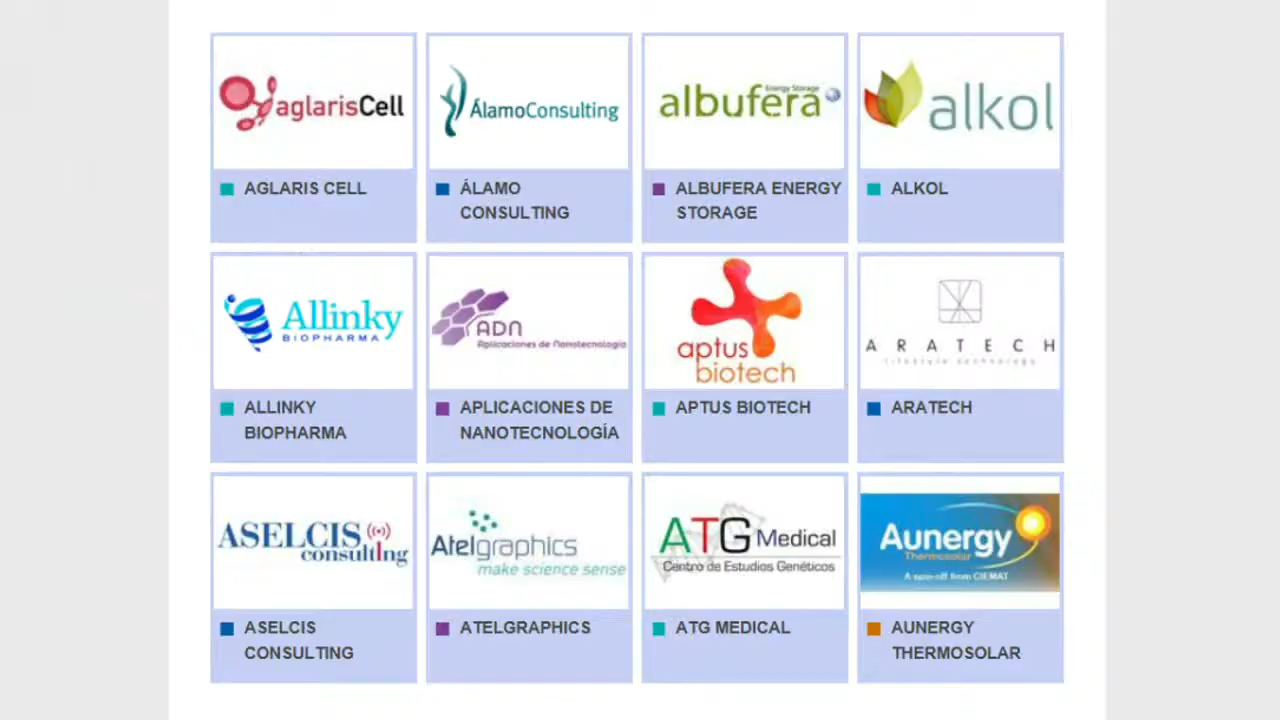 aglarisCell
ÁlamoConsulting
Energy Storage
albufera
alkol
AGLARIS CELL
ÁLAMO
CONSULTING
ALBUFERA ENERGY
STORAGE
ALKOL
Allinky
BIOPHARMA
ADN
Aplicaciones de Nanotecnología
aptus
biotech
ARATECH
lifestyle technology
ALLINKY
BIOPHARMA
APLICACIONES DE
NANOTECNOLOGÍA
APTUS BIOTECH
ARATECH
ASELCIS
consulting
Atelgraphics
make science sense
ATG Medical
Centro de Estudios Genéticos
Aunergy
Thermosolar
A spin-off from CIEMAT
ASELCIS
CONSULTING
ATELGRAPHICS
ATG MEDICAL
AUNERGY
THERMOSOLAR